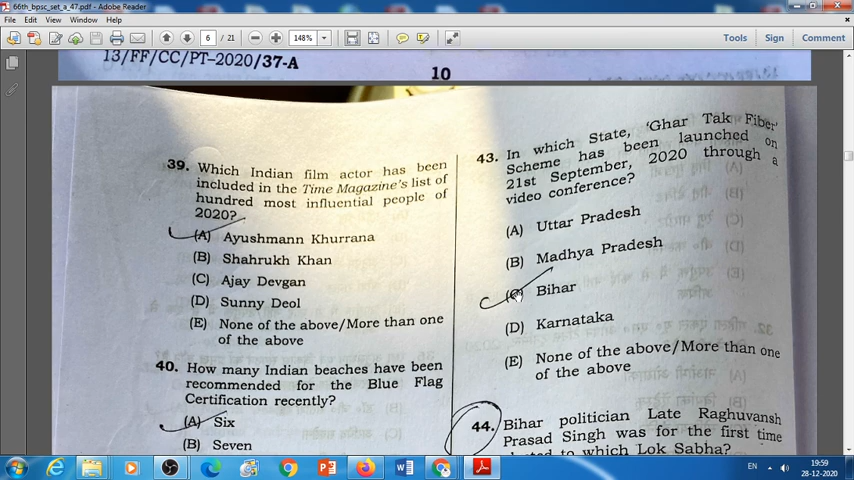 66th_bpsc_set_a_47.pdf - Adobe Reader
File Edit View Window Help
6 / 21
148%
Tools Sign Comment
13/FF/CC/PT-2020/37-A
10
39. Which Indian film actor has been
included in the Time Magazine's list of
hundred most influential people of
2020?
(A) Ayushmann Khurrana
(B) Shahrukh Khan
(C) Ajay Devgan
(D) Sunny Deol
(E) None of the above/More than one
of the above
40. How many Indian beaches have been
recommended for the Blue Flag
Certification recently?
(A) Six
(B) Seven
43. In which State, 'Ghar Tak Fiber'
Scheme has been launched on
21st September, 2020 through a
video conference?
(A) Uttar Pradesh
(B) Madhya Pradesh
(C) Bihar
(D) Karnataka
(E) None of the above/More than one
of the above
44. Bihar politician Late Raghuvansh
Prasad Singh was for the first time
to which Lok Sabha?
EN
19:59
28-12-2020